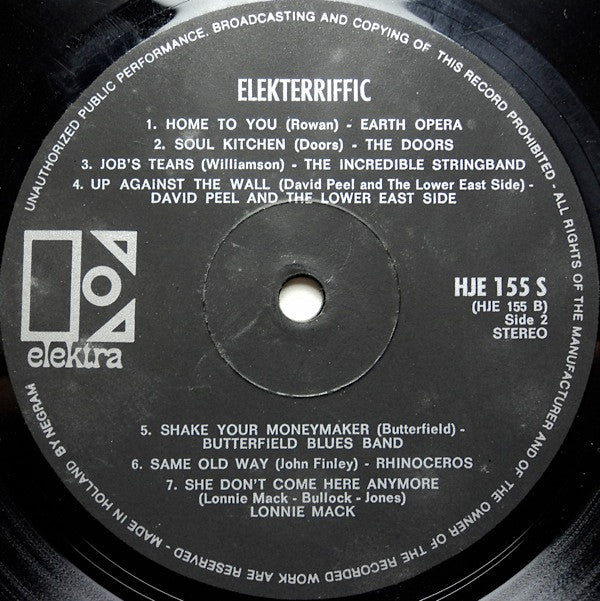 UNAUTHORIZED PUBLIC PERFORMANCE, BROADCASTING AND COPYING OF THIS RECORD PROHIBITED - ALL RIGHTS OF THE MANUFACTURER AND OF THE OWNER OF THE RECORDED WORK ARE RESERVED - MADE IN HOLLAND BY NEGRAM
ELEKTERRIFFIC
1. HOME TO YOU (Rowan) - EARTH OPERA
2. SOUL KITCHEN (Doors) - THE DOORS
3. JOB'S TEARS (Williamson) - THE INCREDIBLE STRINGBAND
4. UP AGAINST THE WALL (David Peel and The Lower East Side) -
DAVID PEEL AND THE LOWER EAST SIDE
elektra
HJE 155 S
(HJE 155 B)
Side 2
STEREO
5. SHAKE YOUR MONEYMAKER (Butterfield) -
BUTTERFIELD BLUES BAND
6. SAME OLD WAY (John Finley) - RHINOCEROS
7. SHE DON'T COME HERE ANYMORE
(Lonnie Mack - Bullock - Jones)
LONNIE MACK